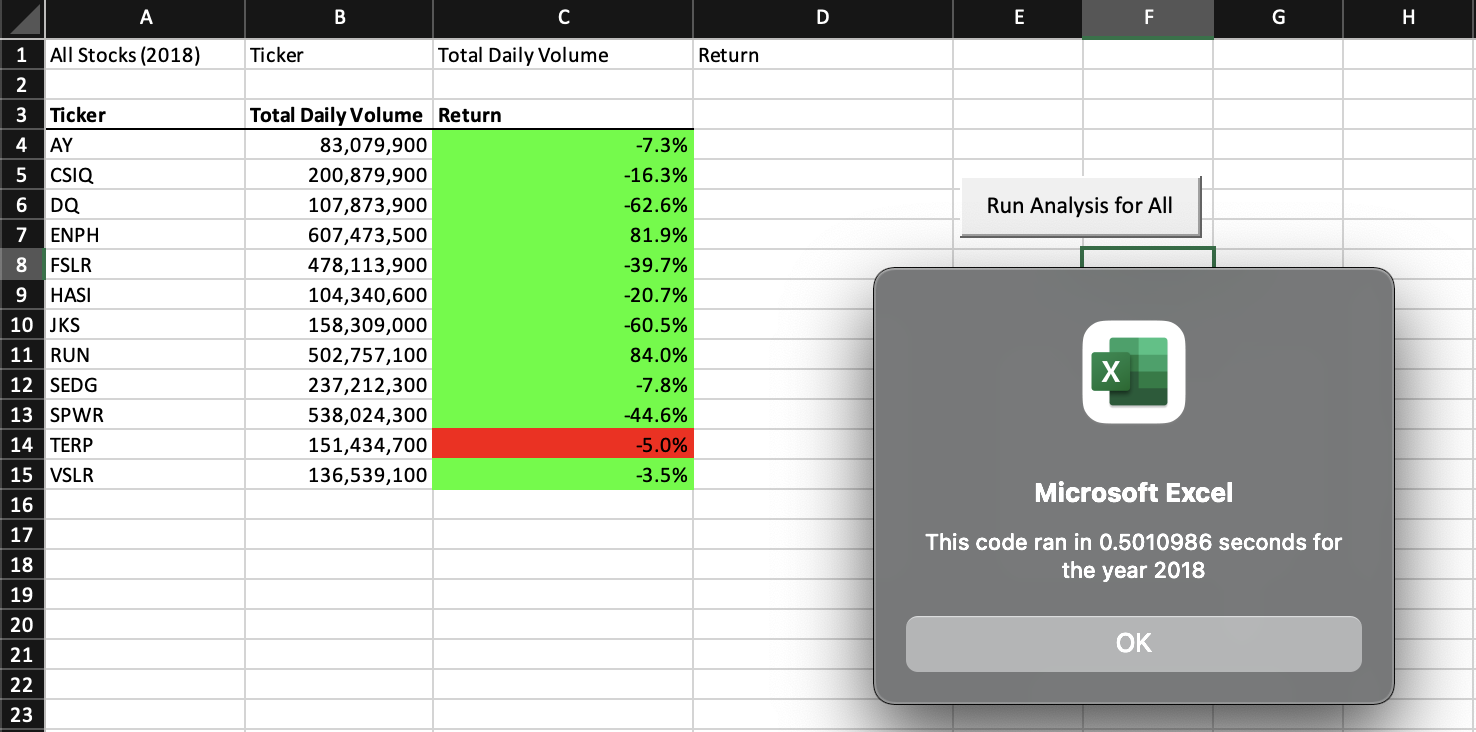 A B C D E F G H
1 All Stocks (2018) Ticker Total Daily Volume Return
2
3 Ticker Total Daily Volume Return
4 AY 83,079,900 -7.3%
5 CSIQ 200,879,900 -16.3%
6 DQ 107,873,900 -62.6%
7 ENPH 607,473,500 81.9%
8 FSLR 478,113,900 -39.7%
9 HASI 104,340,600 -20.7%
10 JKS 158,309,000 -60.5%
11 RUN 502,757,100 84.0%
12 SEDG 237,212,300 -7.8%
13 SPWR 538,024,300 -44.6%
14 TERP 151,434,700 -5.0%
15 VSLR 136,539,100 -3.5%
16
17
18
19
20
21
22
23
Run Analysis for All
X
Microsoft Excel
This code ran in 0.5010986 seconds for
the year 2018
OK